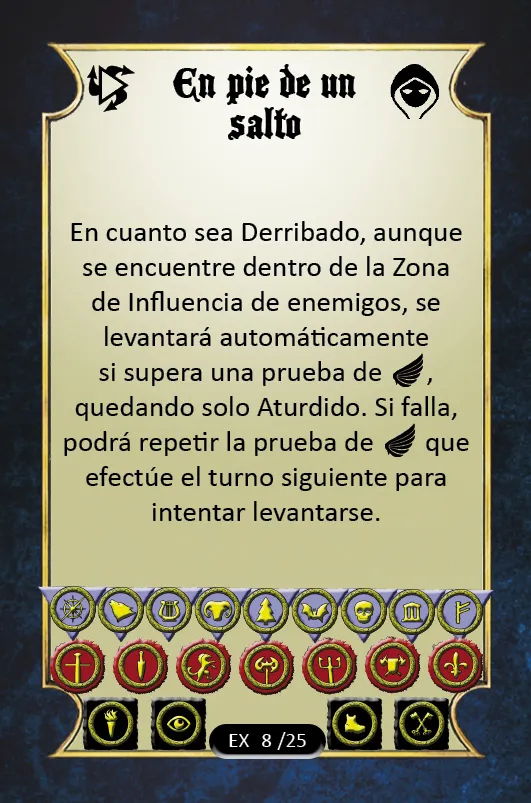 En pie de un
salto
En cuanto sea Derribado, aunque
se encuentre dentro de la Zona
de Influencia de enemigos, se
levantará automáticamente
si supera una prueba de ,
quedando solo Aturdido. Si falla,
podrá repetir la prueba de que
efectúe el turno siguiente para
intentar levantarse.
EX 8 /25